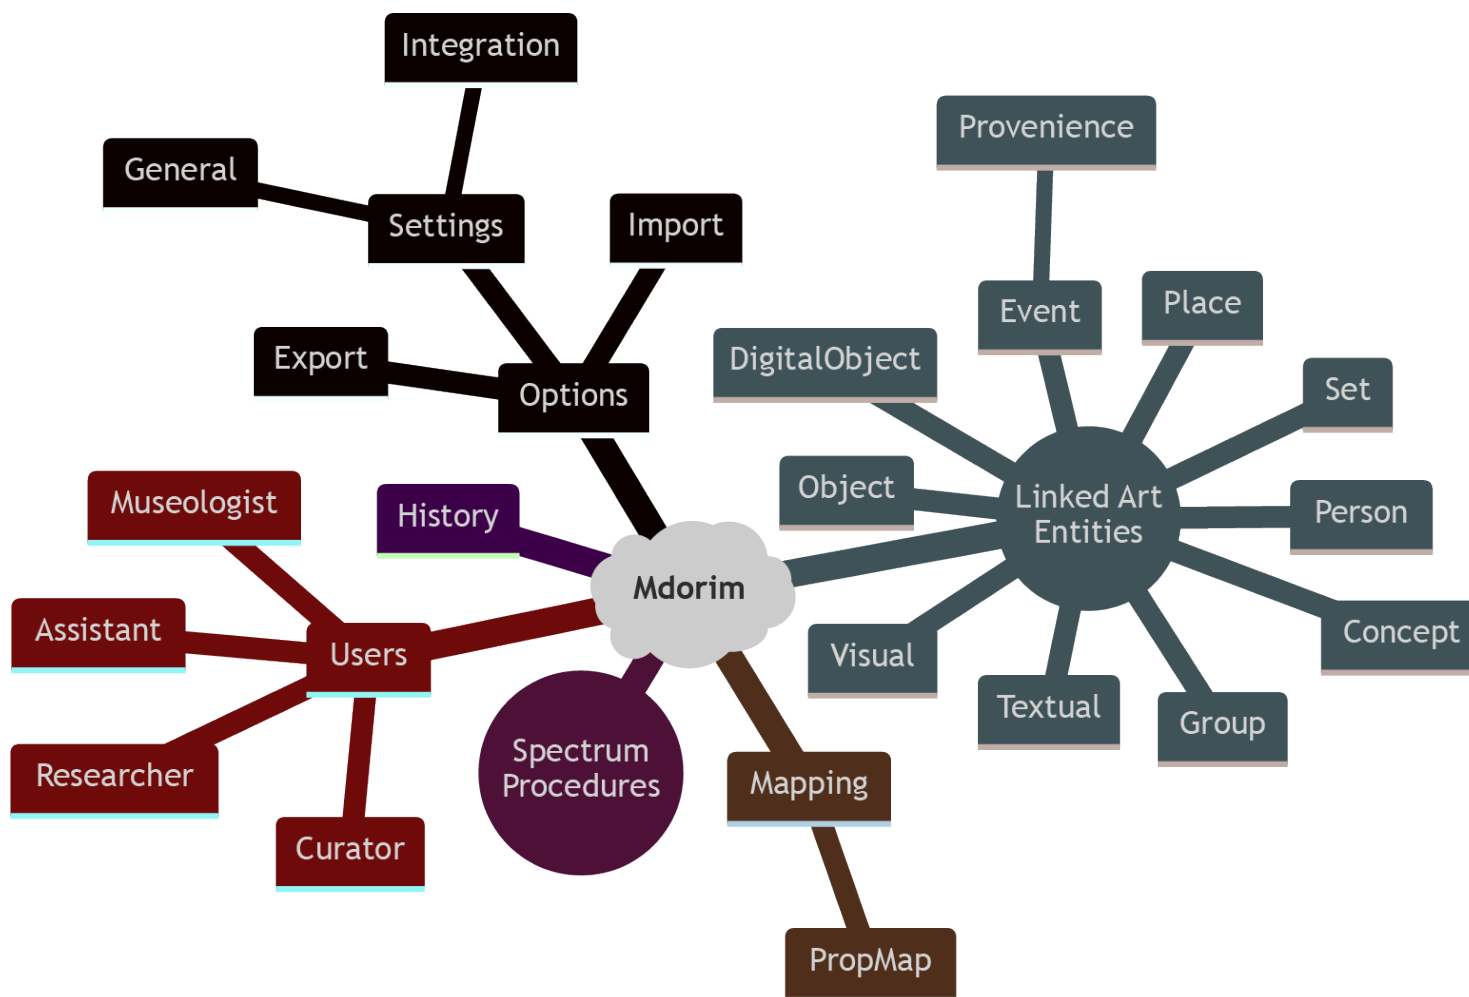 Integration
General
Settings
Import
Export
Options
Provenience
Event
Place
DigitalObject
Set
Object
Linked Art
Entities
Person
Museologist
History
Mdorim
Assistant
Users
Visual
Concept
Textual
Group
Researcher
Spectrum
Procedures
Mapping
Curator
PropMap